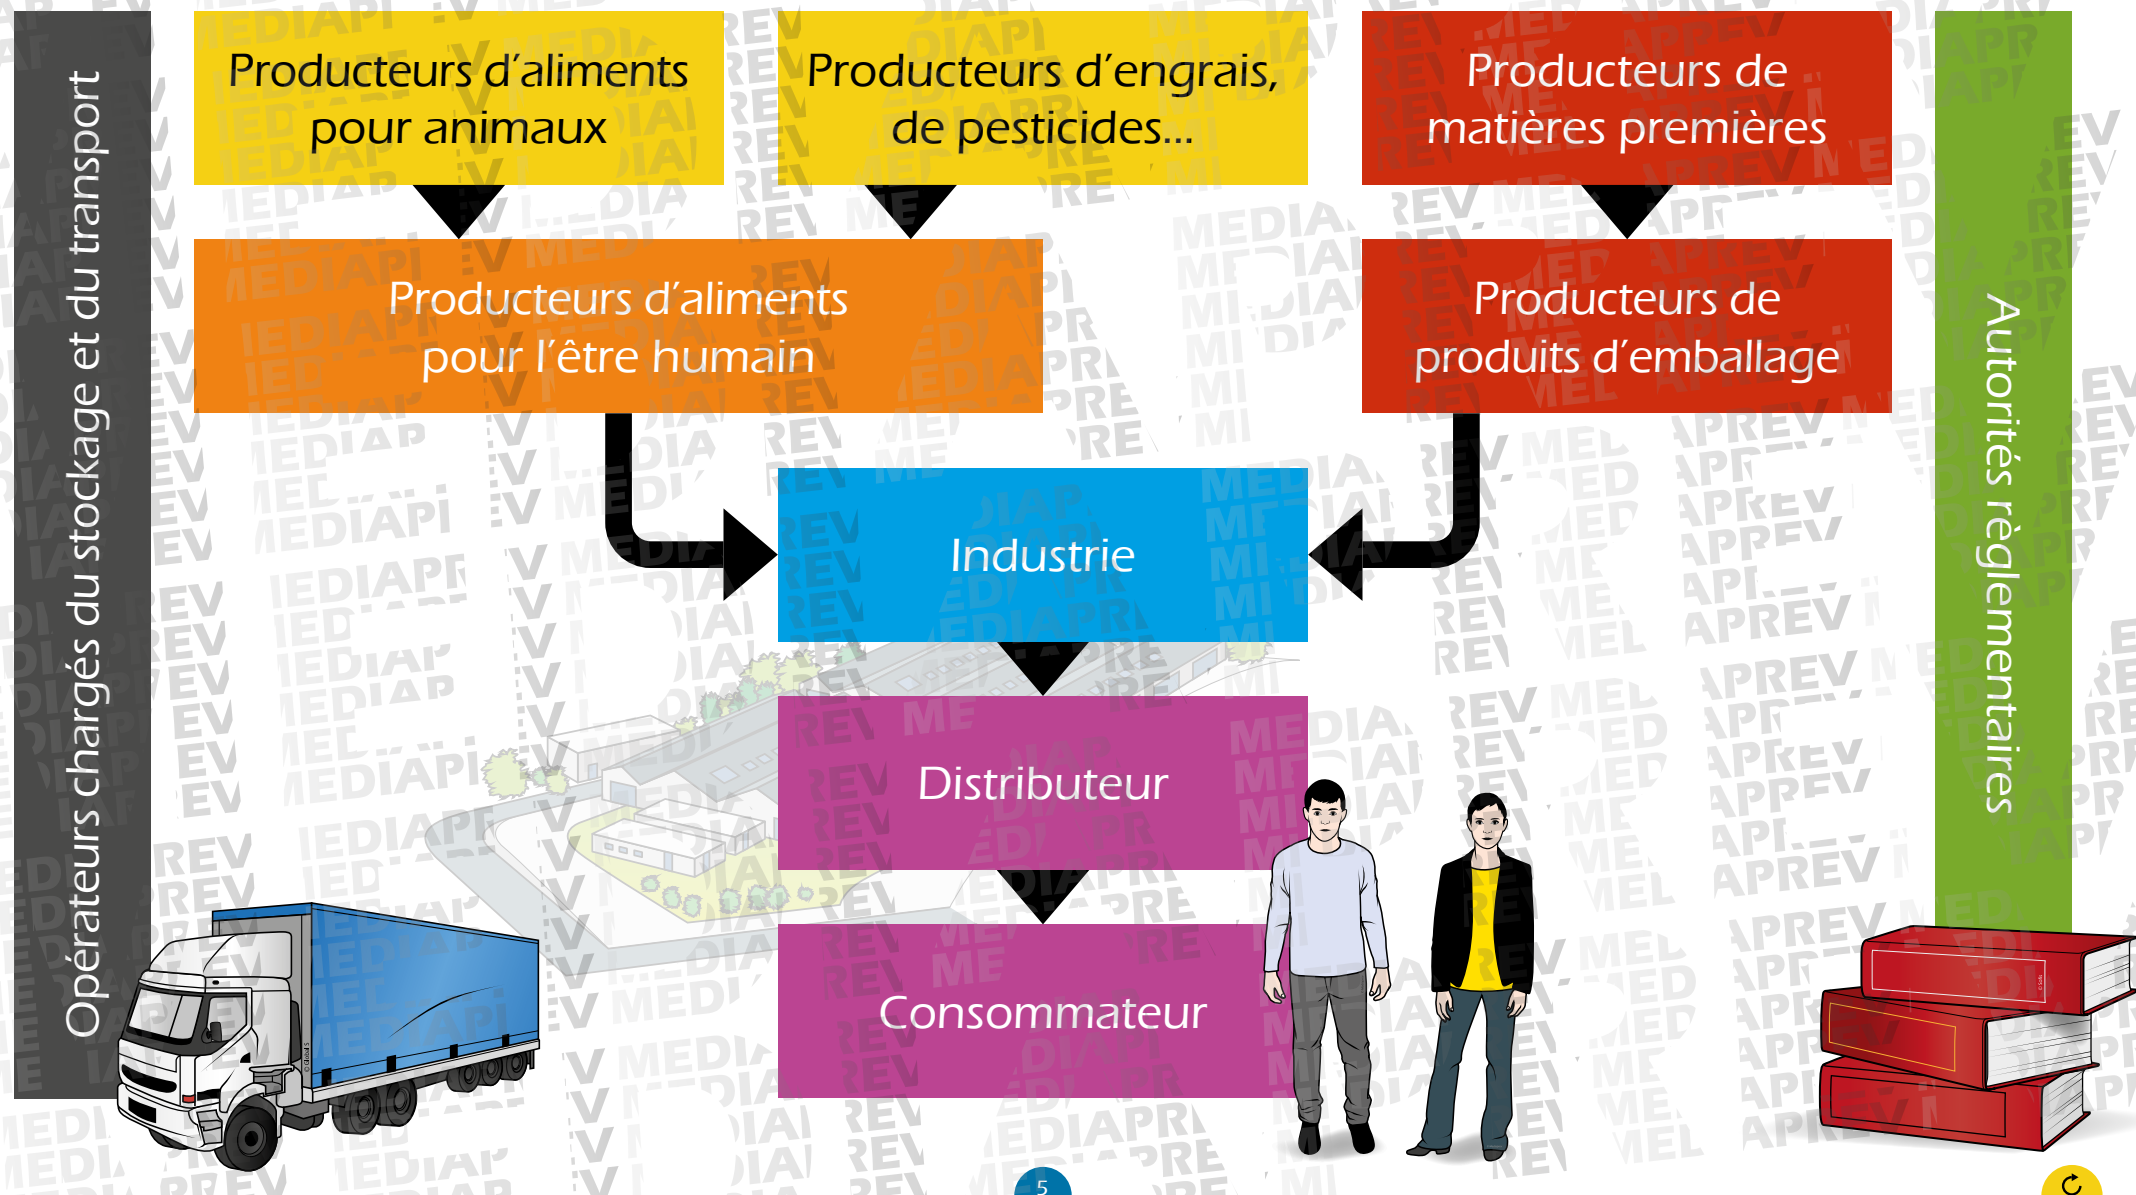 Opérateurs chargés du stockage et du transport
Producteurs d’aliments
pour animaux
Producteurs d’engrais,
de pesticides...
Producteurs de
matières premières
Producteurs d’aliments
pour l’être humain
Producteurs de
produits d’emballage
Industrie
Distributeur
Consommateur
Autorités règlementaires
5